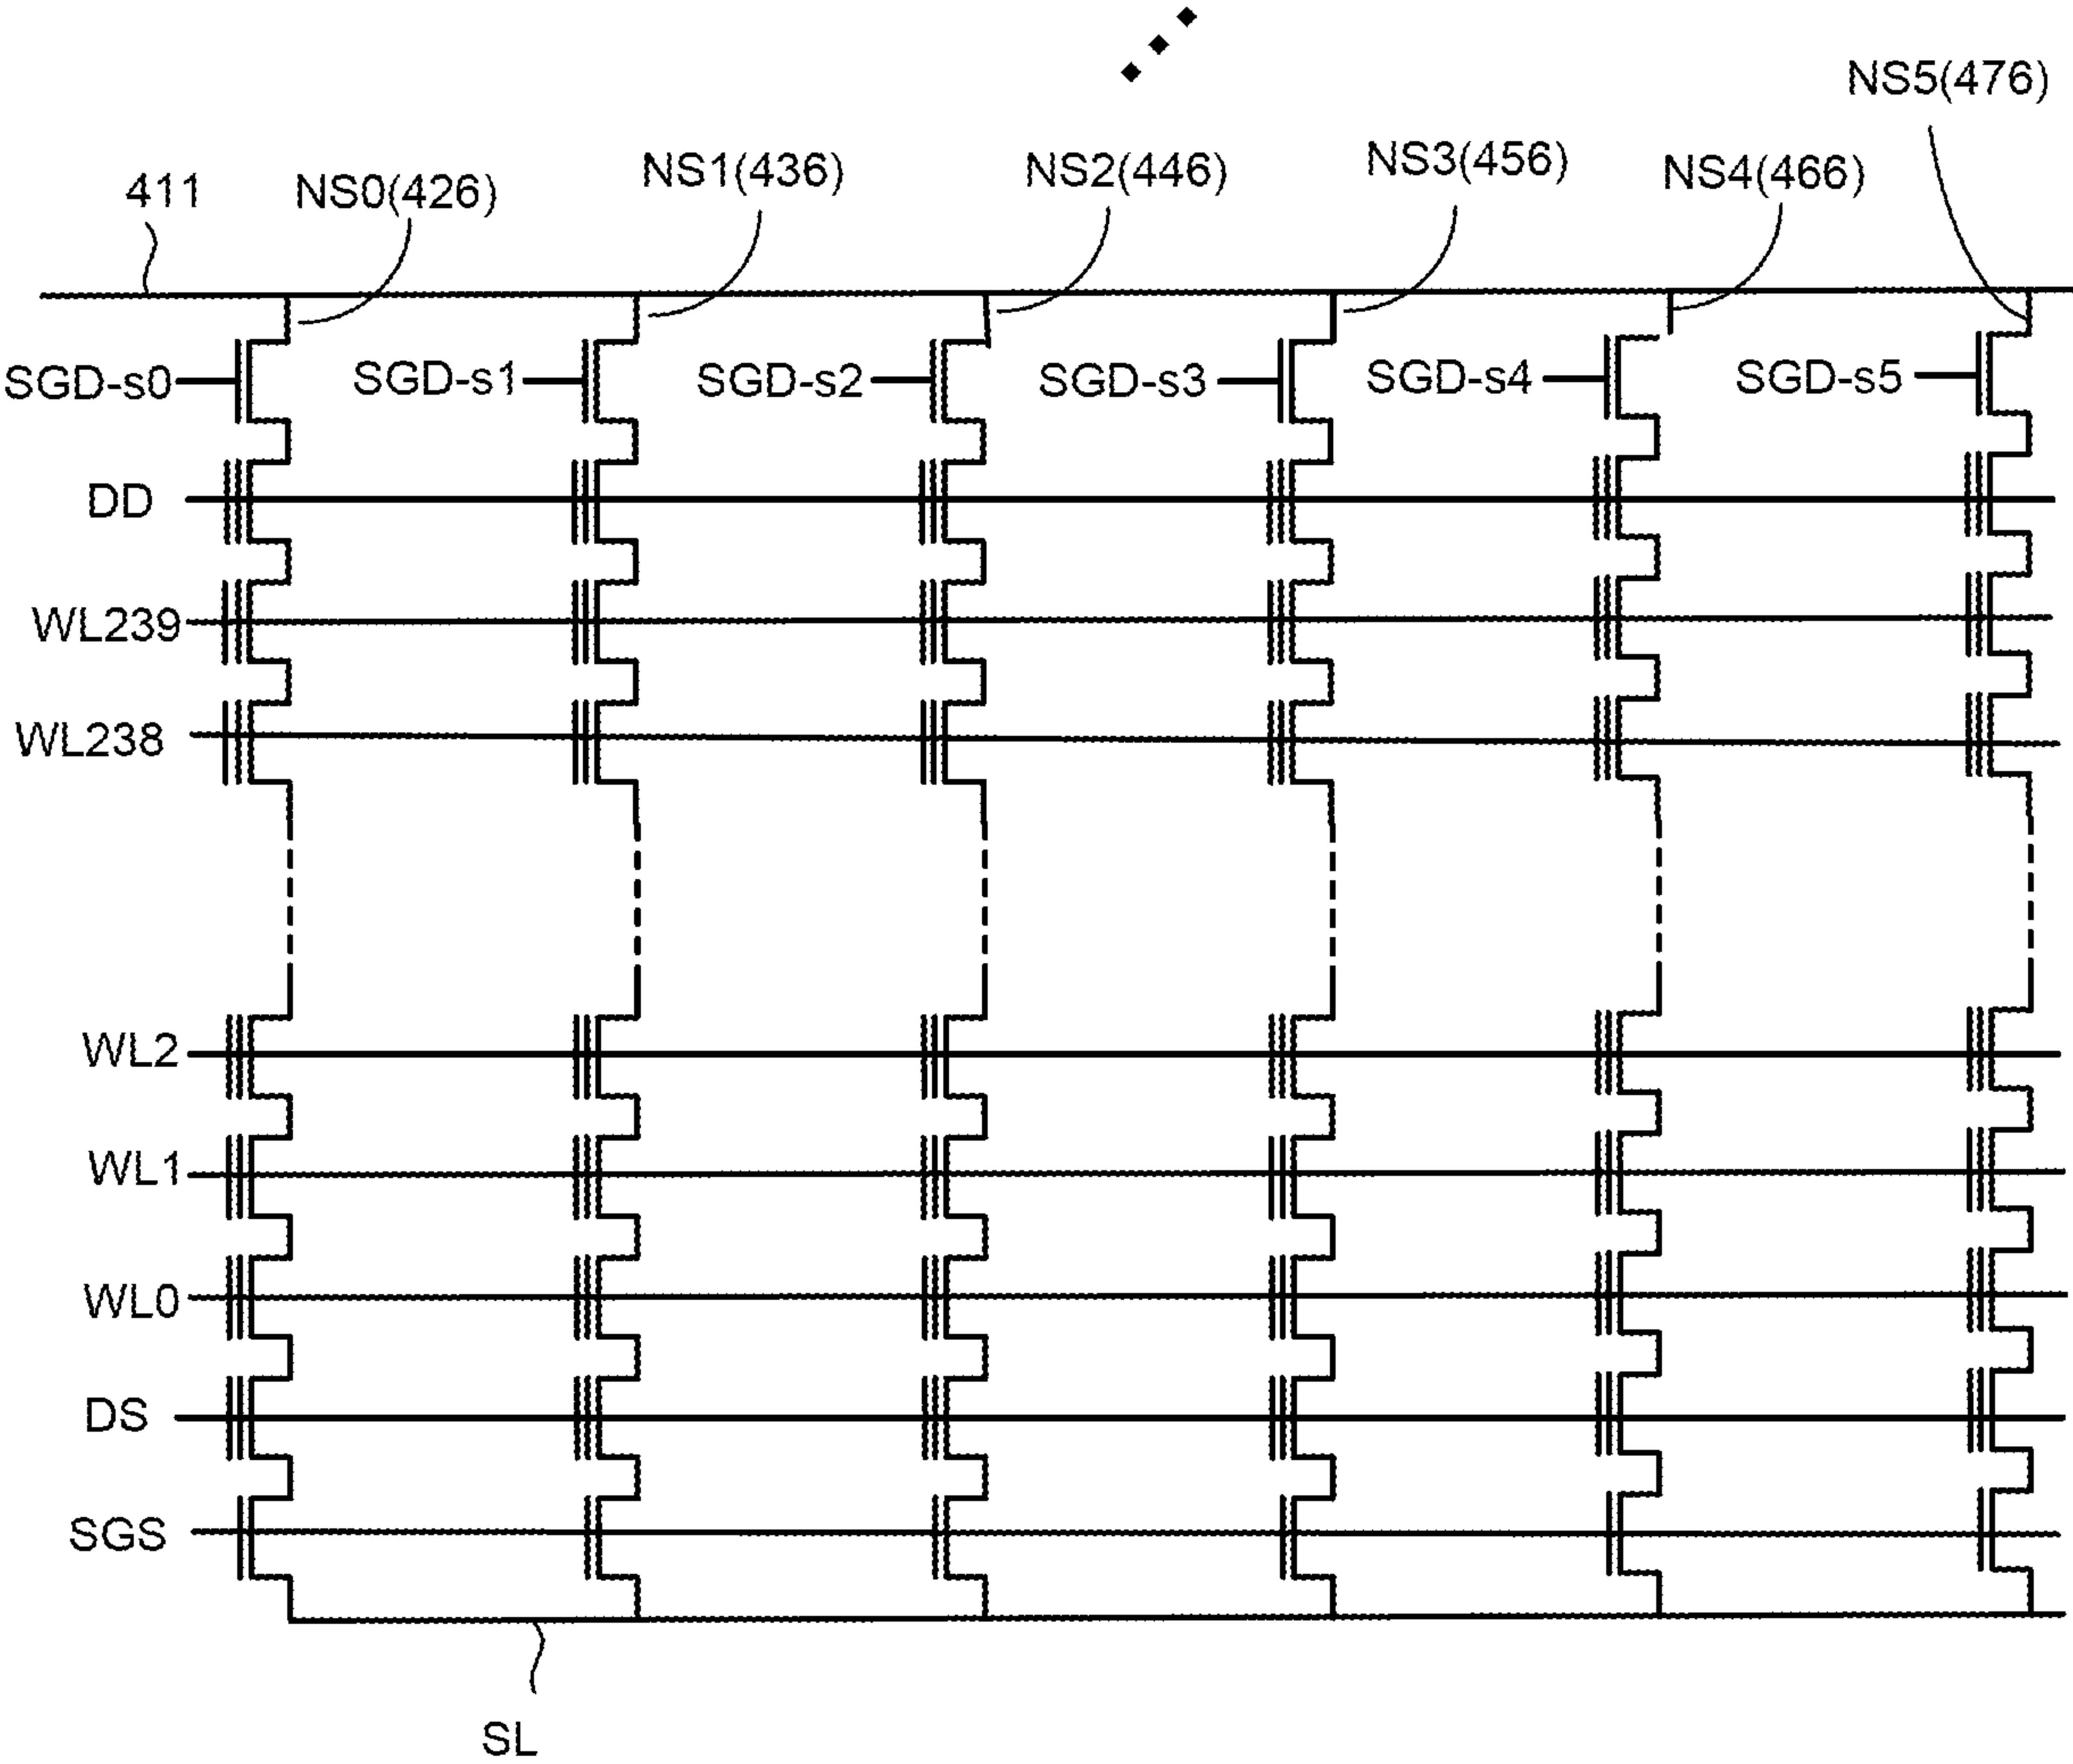 NS5(476)
NS3(456)
NS1(436)
NS2(446)
NS4(466)
411
NS0(426)
SGD-s0
SGD-s1
SGD-s2
SGD-s3
SGD-s4
SGD-s5
DD
WL239
WL238
WL2
WL1
WL0
DS
SGS
SL